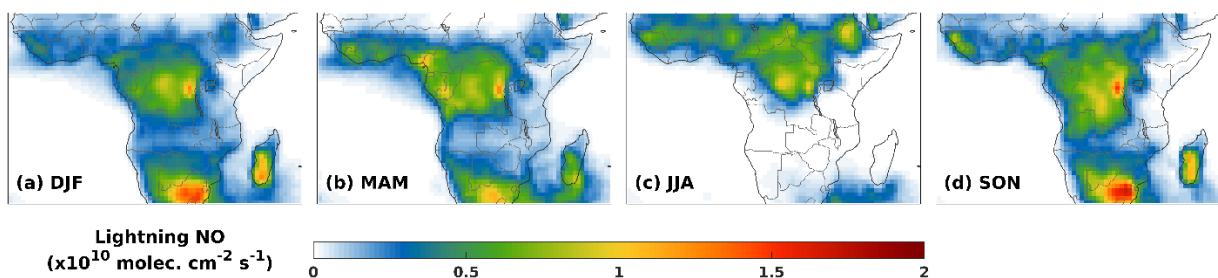 (a) DJF
(b) MAM
(c) JJA
(d) SON
Lightning NO
(x10¹⁰ molec. cm⁻² s⁻¹)
0 0.5 1 1.5 2